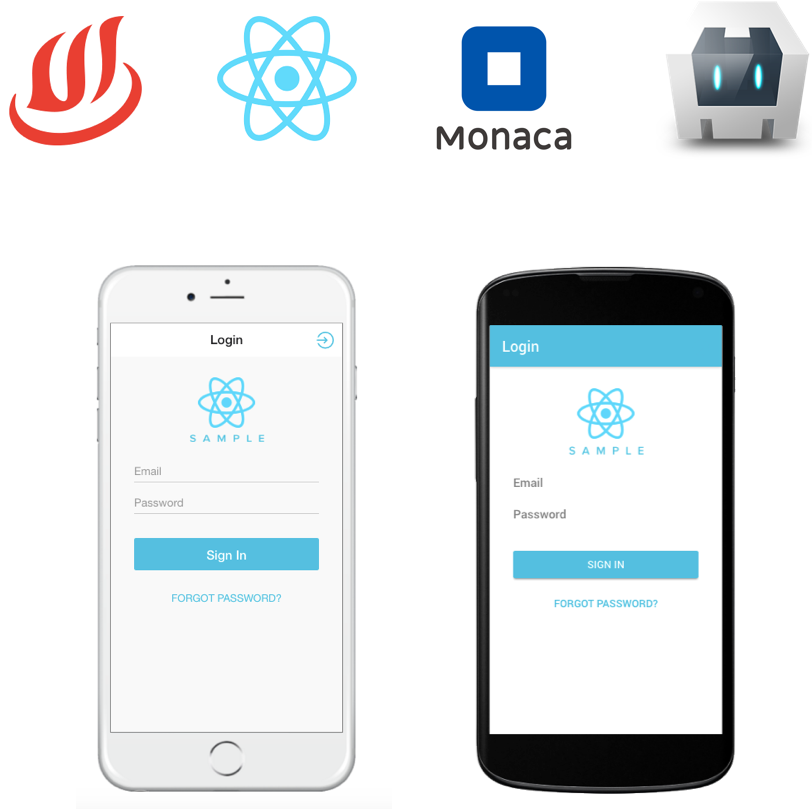 Monaca
Login
SAMPLE
Email
Password
Sign In
FORGOT PASSWORD?
Login
SAMPLE
Email
Password
SIGN IN
FORGOT PASSWORD?